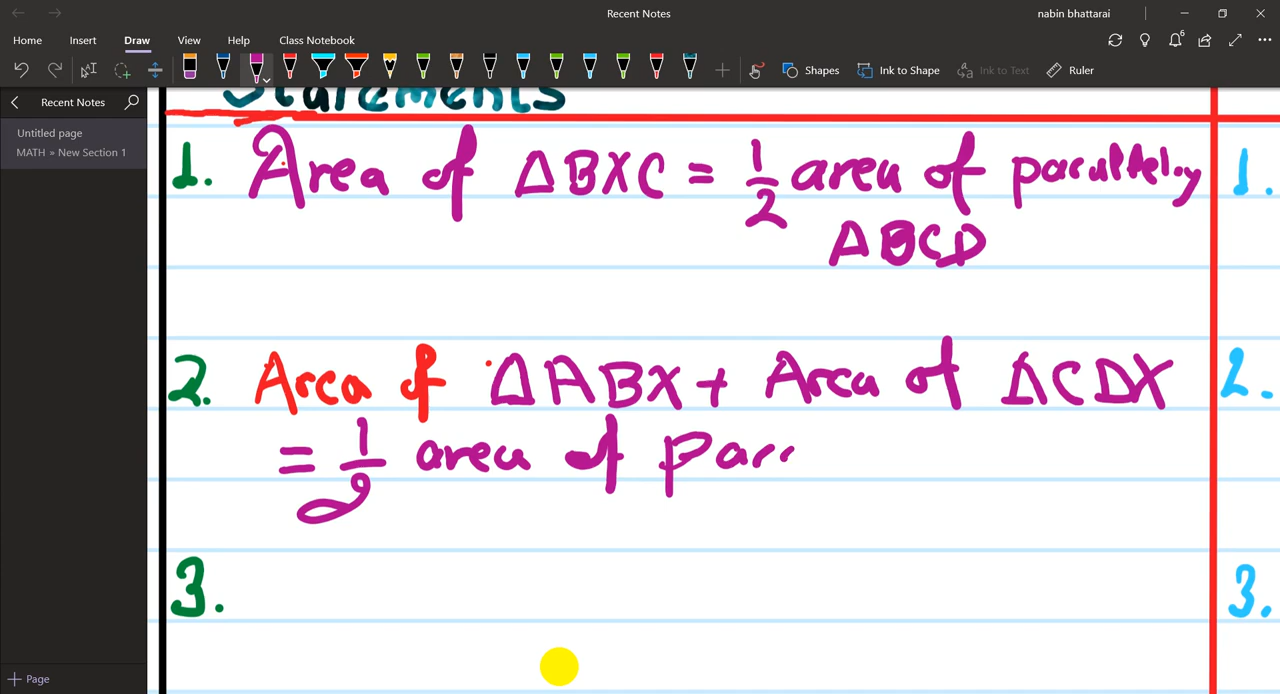 Recent Notes
nabin bhattarai
Home Insert Draw View Help Class Notebook
6
Shapes Ink to Shape Ink to Text Ruler
Recent Notes
Untitled page
MATH » New Section 1
Statements
1. Area of ΔBXC = 1/2 area of
ABCD
1.
2. Area of ΔABX + Area of ΔCDX
2.
= 1/2 area of par
3.
3.
Page